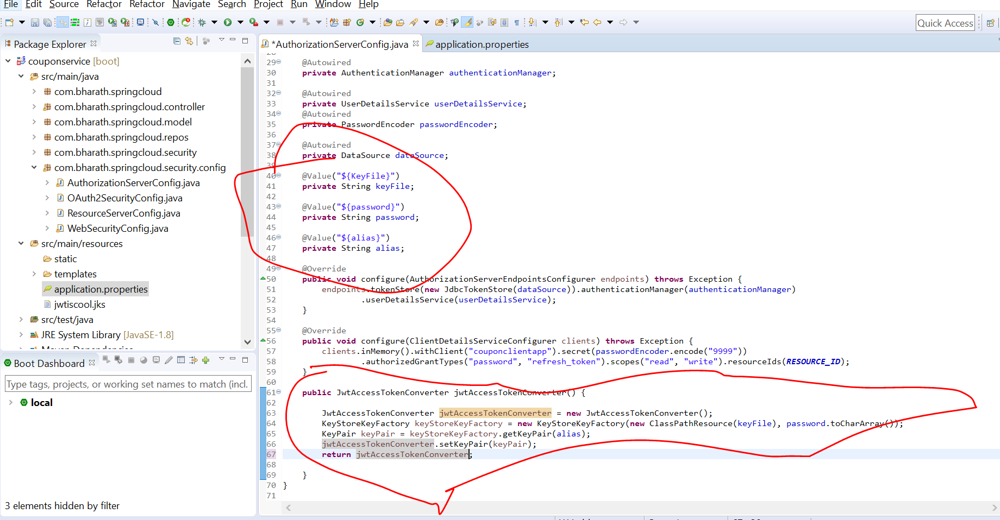 File Edit Source Refactor Refactor Navigate Search Project Run Window Help
Quick Access
Package Explorer
couponservice [boot]
src/main/java
com.bharath.springcloud
com.bharath.springcloud.controller
com.bharath.springcloud.model
com.bharath.springcloud.repos
com.bharath.springcloud.security
com.bharath.springcloud.security.config
AuthorizationServerConfig.java
OAuth2SecurityConfig.java
ResourceServerConfig.java
WebSecurityConfig.java
src/main/resources
static
templates
application.properties
jwtiscool.jks
src/test/java
JRE System Library [JavaSE-1.8]
Boot Dashboard
Type tags, projects, or working set names to match (incl.
local
3 elements hidden by filter
*AuthorizationServerConfig.java application.properties
29 @Autowired
30 private AuthenticationManager authenticationManager;
31
32 @Autowired
33 private UserDetailsService userDetailsService;
34 @Autowired
35 private PasswordEncoder passwordEncoder;
36
37 @Autowired
38 private DataSource dataSource;
39
40 @Value("${KeyFile}")
41 private String keyFile;
42
43 @Value("${password}")
44 private String password;
45
46 @Value("${alias}")
47 private String alias;
48
49 @Override
50 public void configure(AuthorizationServerEndpointsConfigurer endpoints) throws Exception {
51 endpoints.tokenStore(new JdbcTokenStore(dataSource)).authenticationManager(authenticationManager)
52 .userDetailsService(userDetailsService);
53 }
54
55 @Override
56 public void configure(ClientDetailsServiceConfigurer clients) throws Exception {
57 clients.inMemory().withClient("couponclientapp").secret(passwordEncoder.encode("9999"))
58 .authorizedGrantTypes("password", "refresh_token").scopes("read", "write").resourceIds(RESOURCE_ID);
59 }
60
61 public JwtAccessTokenConverter jwtAccessTokenConverter() {
62
63 JwtAccessTokenConverter jwtAccessTokenConverter = new JwtAccessTokenConverter();
64 KeyStoreKeyFactory keyStoreKeyFactory = new KeyStoreKeyFactory(new ClassPathResource(keyFile), password.toCharArray());
65 KeyPair keyPair = keyStoreKeyFactory.getKeyPair(alias);
66 jwtAccessTokenConverter.setKeyPair(keyPair);
67 return jwtAccessTokenConverter;
68
69 }
70 }
71